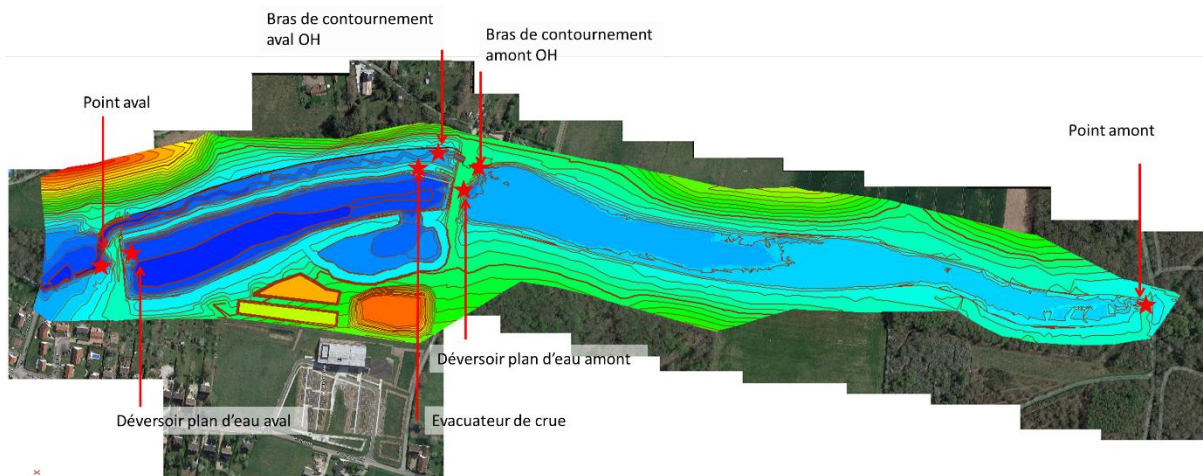 Bras de contournement
aval OH
Bras de contournement
amont OH
Point aval
Point amont
Déversoir plan d'eau amont
Déversoir plan d'eau aval
Evacuateur de crue
x